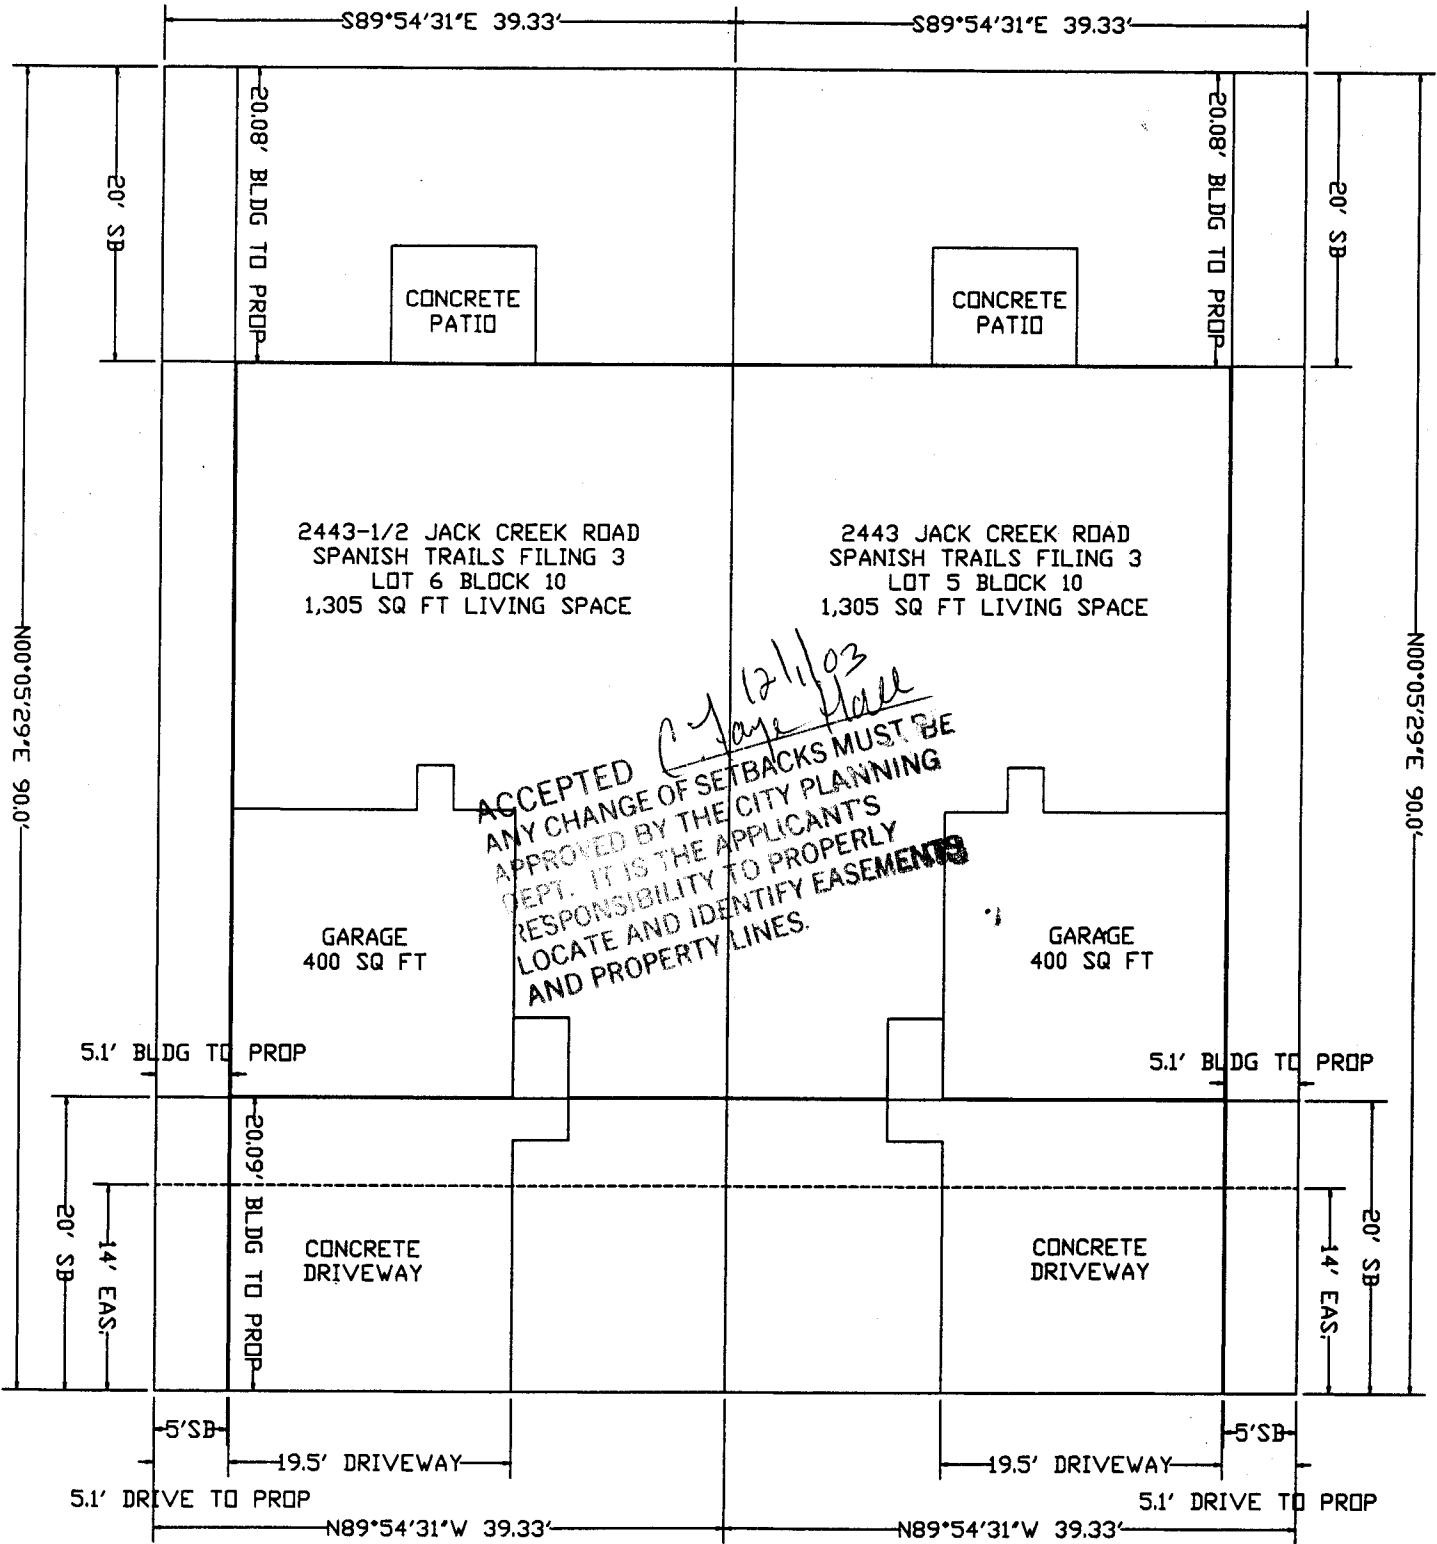 S89°54'31"E 39.33'
S89°54'31"E 39.33'
20' SB
20.08' BLDG TO PROP
20.08' BLDG TO PROP
20' SB
CONCRETE
PATIO
CONCRETE
PATIO
2443-1/2 JACK CREEK ROAD
SPANISH TRAILS FILING 3
LOT 6 BLOCK 10
1,305 SQ FT LIVING SPACE
2443 JACK CREEK ROAD
SPANISH TRAILS FILING 3
LOT 5 BLOCK 10
1,305 SQ FT LIVING SPACE
N00°05'29"E 90.0'
N00°05'29"E 90.0'
12/1/03
ACCEPTED C. Faye Hall
ANY CHANGE OF SETBACKS MUST BE
APPROVED BY THE CITY PLANNING
DEPT. IT IS THE APPLICANT'S
RESPONSIBILITY TO PROPERLY
LOCATE AND IDENTIFY EASEMENTS
AND PROPERTY LINES.
GARAGE
400 SQ FT
GARAGE
400 SQ FT
5.1' BLDG TO PROP
5.1' BLDG TO PROP
20' SB
14' EAS.
20.09' BLDG TO PROP
CONCRETE
DRIVEWAY
CONCRETE
DRIVEWAY
14' EAS.
20' SB
5'SB
5'SB
19.5' DRIVEWAY
19.5' DRIVEWAY
5.1' DRIVE TO PROP
5.1' DRIVE TO PROP
N89°54'31"W 39.33'
N89°54'31"W 39.33'